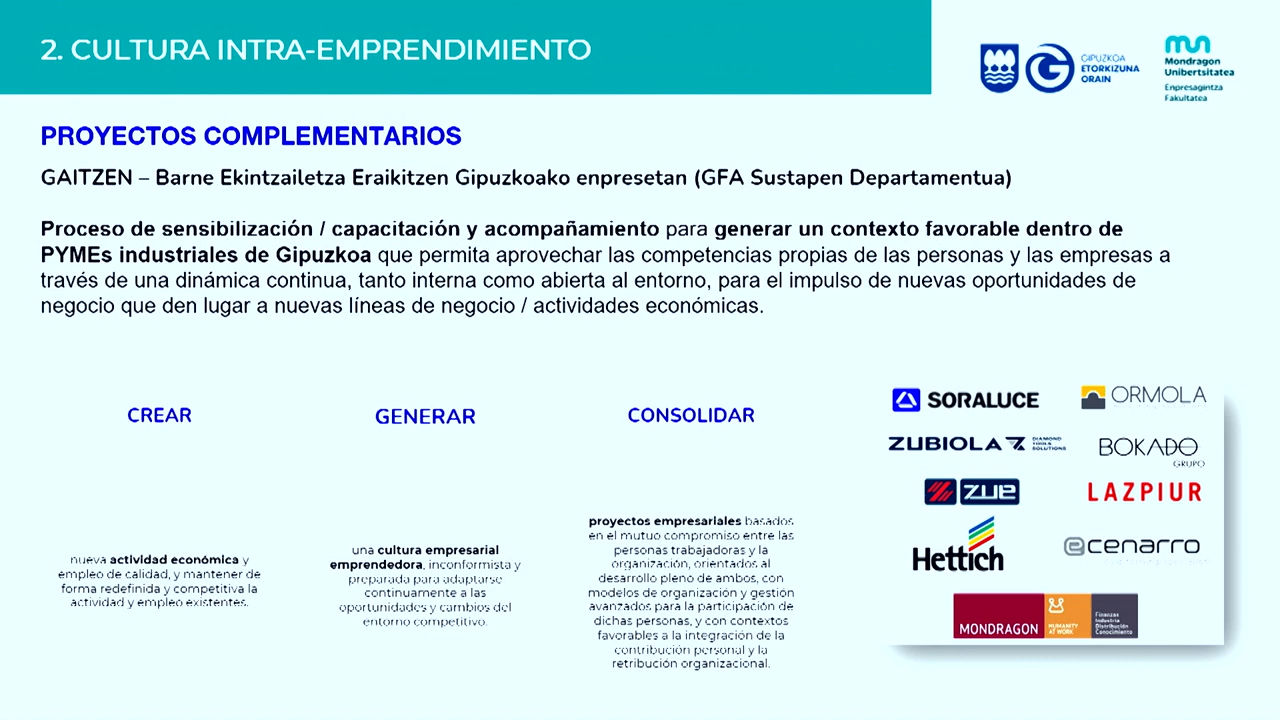 2. CULTURA INTRA-EMPRENDIMIENTO
GIPUZKOA
ETORKIZUNA
ORAIN
mun
Mondragon
Unibertsitatea
Enpresagintza
Fakultatea
PROYECTOS COMPLEMENTARIOS
GAITZEN – Barne Ekintzailetza Eraikitzen Gipuzkoako enpresetan (GFA Sustapen Departamentua)
Proceso de sensibilización / capacitación y acompañamiento para generar un contexto favorable dentro de
PYMEs industriales de Gipuzkoa que permita aprovechar las competencias propias de las personas y las empresas a
través de una dinámica continua, tanto interna como abierta al entorno, para el impulso de nuevas oportunidades de
negocio que den lugar a nuevas líneas de negocio / actividades económicas.
CREAR
nueva actividad económica y
empleo de calidad, y mantener de
forma redefinida y competitiva la
actividad y empleo existentes.
GENERAR
una cultura empresarial
emprendedora, inconformista y
preparada para adaptarse
continuamente a las
oportunidades y cambios del
entorno competitivo.
CONSOLIDAR
proyectos empresariales basados
en el mutuo compromiso entre las
personas trabajadoras y la
organización, orientados al
desarrollo pleno de ambos, con
modelos de organización y gestión
avanzados para la participación de
dichas personas, y con contextos
favorables a la integración de la
contribución personal y la
retribución organizacional.
SORALUCE
ORMOLA
ZUBIOLA
DIAMOND
TOOLS
SOLUTIONS
BOKADO
GRUPO
ZUE
LAZPIUR
Hettich
ecenarro
MONDRAGON
HUMANITY
AT WORK
Finanzas
Industria
Distribución
Conocimiento